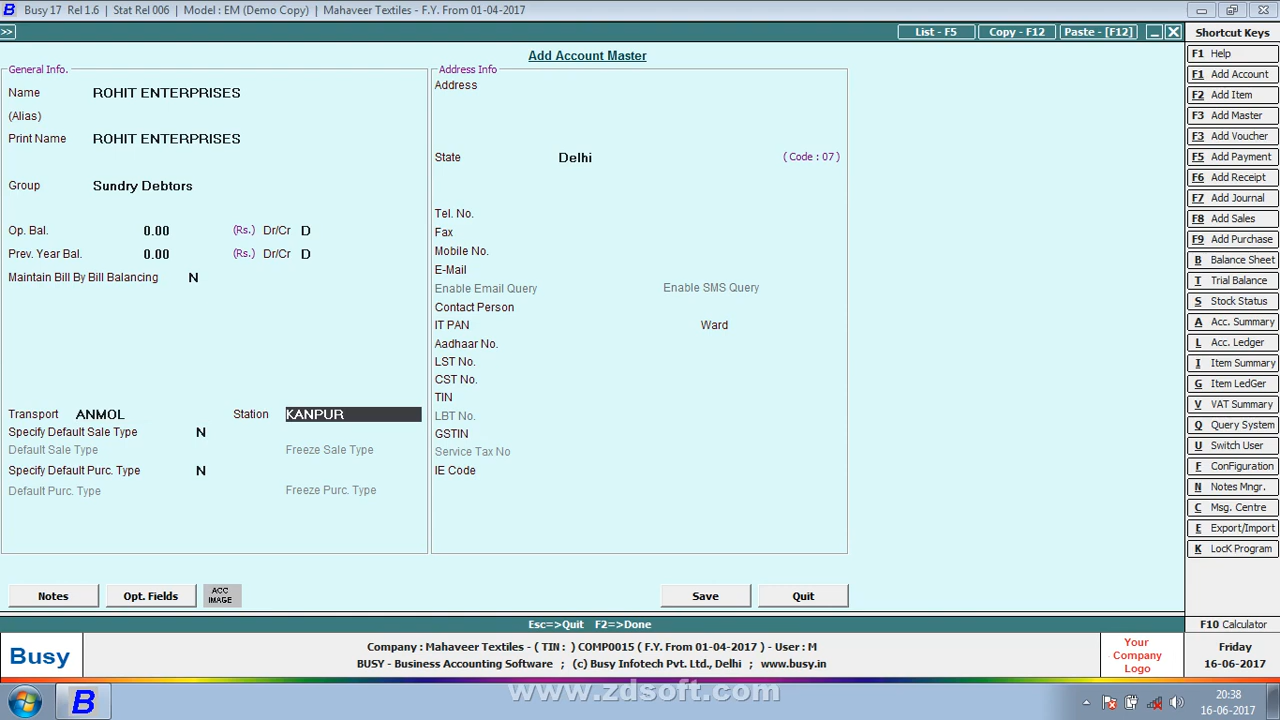 Busy 17 Rel 1.6 | Stat Rel 006 | Model : EM (Demo Copy) | Mahaveer Textiles - F.Y. From 01-04-2017
>> List - F5 Copy - F12 Paste - [F12]
Add Account Master
General Info.
Name ROHIT ENTERPRISES
(Alias)
Print Name ROHIT ENTERPRISES
Group Sundry Debtors
Op. Bal. 0.00 (Rs.) Dr/Cr D
Prev. Year Bal. 0.00 (Rs.) Dr/Cr D
Maintain Bill By Bill Balancing N
Transport ANMOL Station KANPUR
Specify Default Sale Type N
Default Sale Type Freeze Sale Type
Specify Default Purc. Type N
Default Purc. Type Freeze Purc. Type
Address Info
Address
State Delhi ( Code : 07 )
Tel. No.
Fax
Mobile No.
E-Mail
Enable Email Query Enable SMS Query
Contact Person
IT PAN Ward
Aadhaar No.
LST No.
CST No.
TIN
LBT No.
GSTIN
Service Tax No
IE Code
Notes Opt. Fields ACC IMAGE Save Quit
Esc=>Quit F2=>Done
Shortcut Keys
F1 Help
F1 Add Account
F2 Add Item
F3 Add Master
F3 Add Voucher
F5 Add Payment
F6 Add Receipt
F7 Add Journal
F8 Add Sales
F9 Add Purchase
B Balance Sheet
T Trial Balance
S Stock Status
A Acc. Summary
L Acc. Ledger
I Item Summary
G Item LedGer
V VAT Summary
Q Query System
U Switch User
F ConFiguration
N Notes Mngr.
C Msg. Centre
E Export/Import
K LocK Program
F10 Calculator
Busy
Company : Mahaveer Textiles - ( TIN : ) COMP0015 ( F.Y. From 01-04-2017 ) - User : M
BUSY - Business Accounting Software ; (c) Busy Infotech Pvt. Ltd., Delhi ; www.busy.in
Your
Company
Logo
Friday
16-06-2017
www.zdsoft.com
B
20:38
16-06-2017